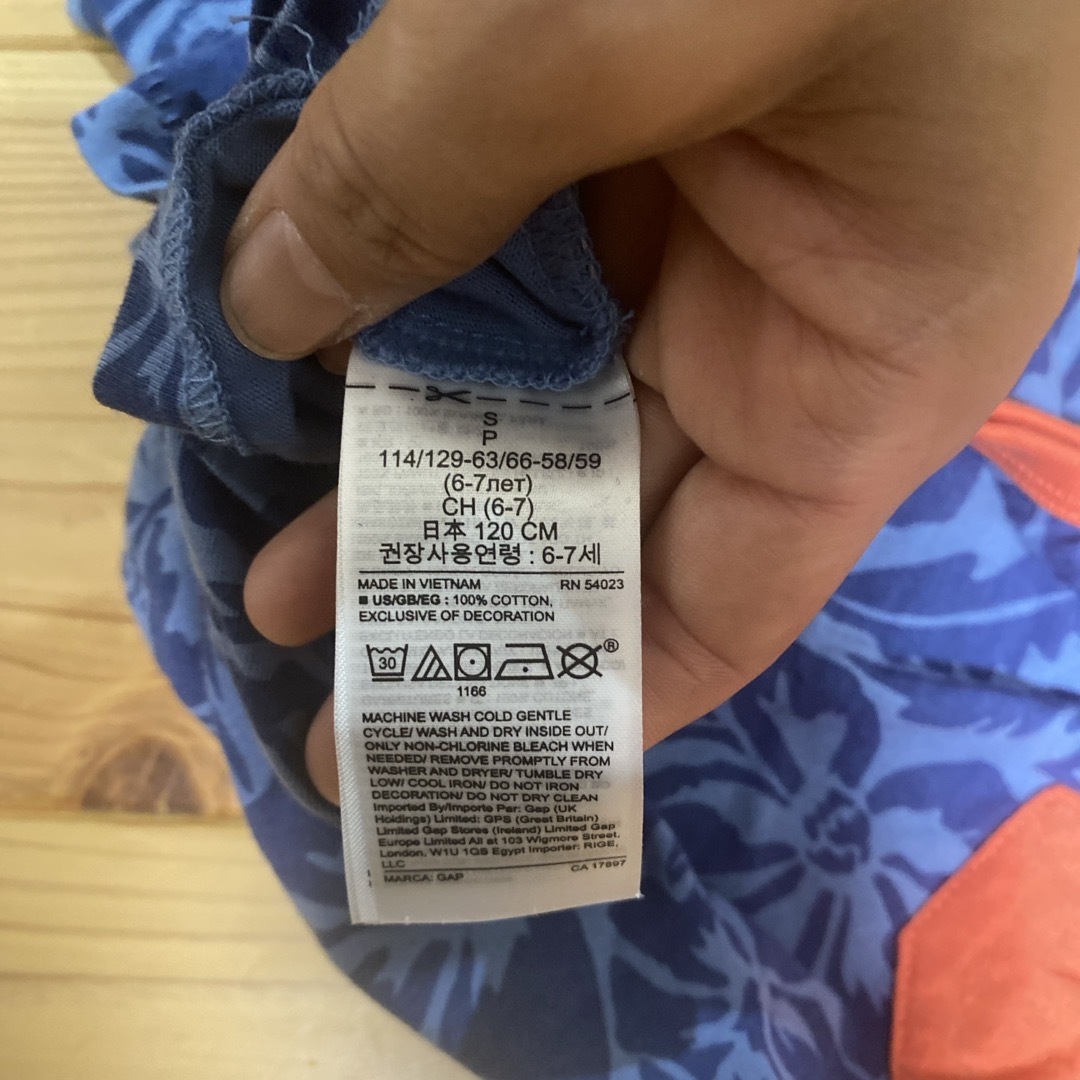 S
P
114/129-63/66-58/59
(6-7лет)
CH (6-7)
日本 120 CM
권장사용연령 : 6-7세
MADE IN VIETNAM RN 54023
■ US/GB/EG : 100% COTTON,
EXCLUSIVE OF DECORATION
30 ®
1166
MACHINE WASH COLD GENTLE
CYCLE/ WASH AND DRY INSIDE OUT/
ONLY NON-CHLORINE BLEACH WHEN
NEEDED/ REMOVE PROMPTLY FROM
WASHER AND DRYER/ TUMBLE DRY
LOW/ COOL IRON/ DO NOT IRON
DECORATION/ DO NOT DRY CLEAN
Imported By/Importe Par: Gap (UK
Holdings) Limited: GPS (Great Britain)
Limited Gap Stores (Ireland) Limited Gap
Europe Limited All at 103 Wigmore Street,
London, W1U 1QS Egypt Importer: RIGE,
LLC
CA 17897
MARCA: GAP